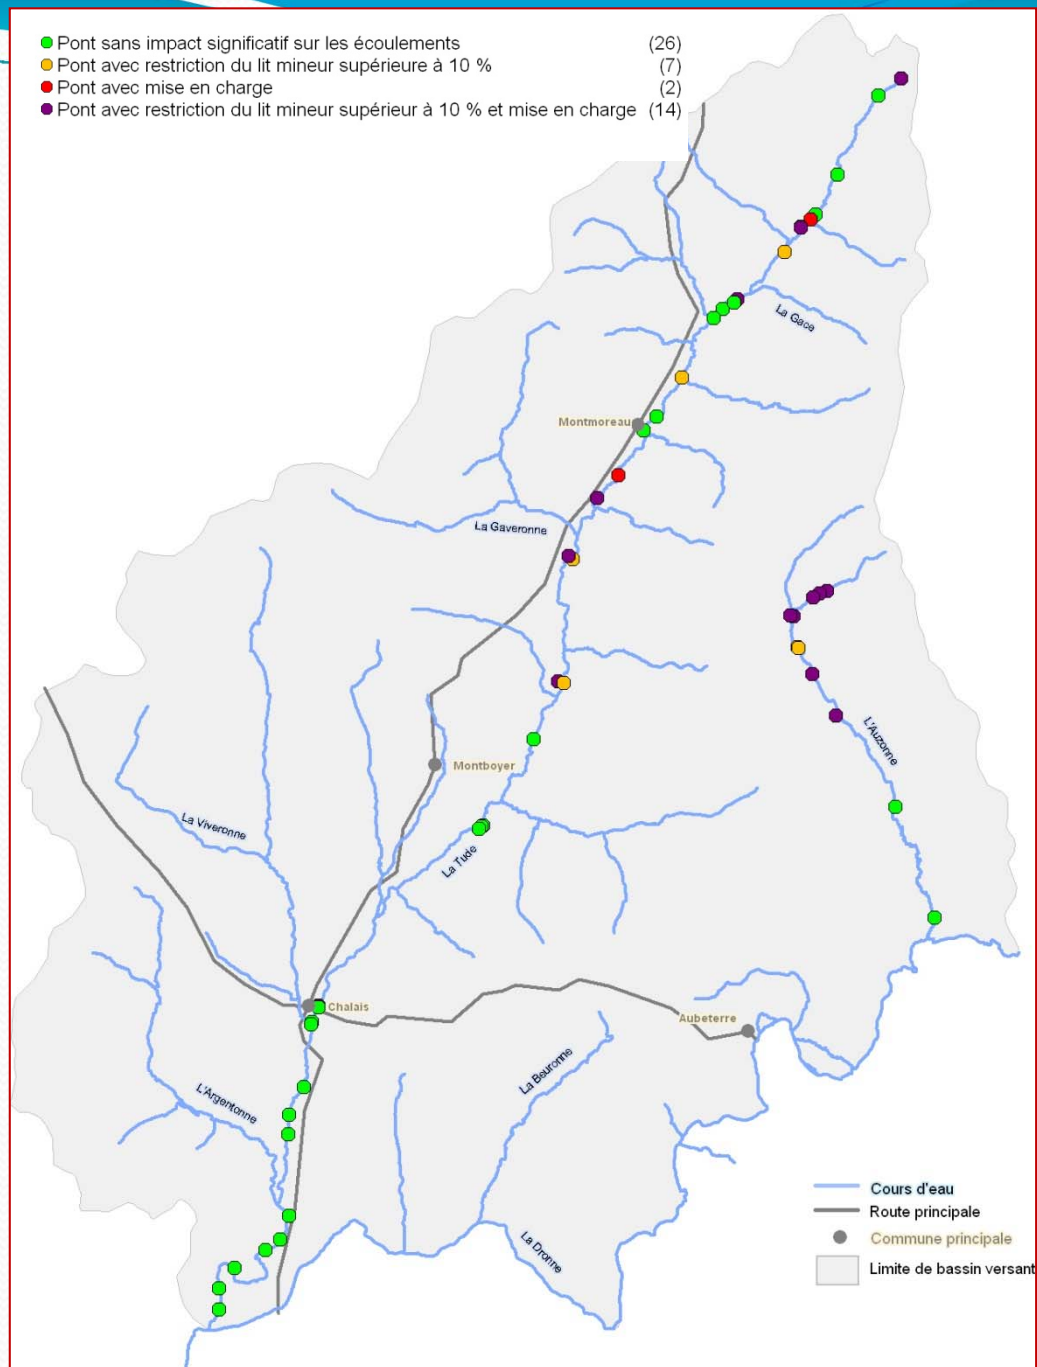 Pont sans impact significatif sur les écoulements (26)
Pont avec restriction du lit mineur supérieure à 10 % (7)
Pont avec mise en charge (2)
Pont avec restriction du lit mineur supérieur à 10 % et mise en charge (14)
La Gace
Montmoreau
La Gaveronne
L'Auzonne
Montboyer
La Viveronne
La Tude
Chalais
Aubeterre
La Beuronne
L'Argentonne
La Dronne
Cours d'eau
Route principale
Commune principale
Limite de bassin versant